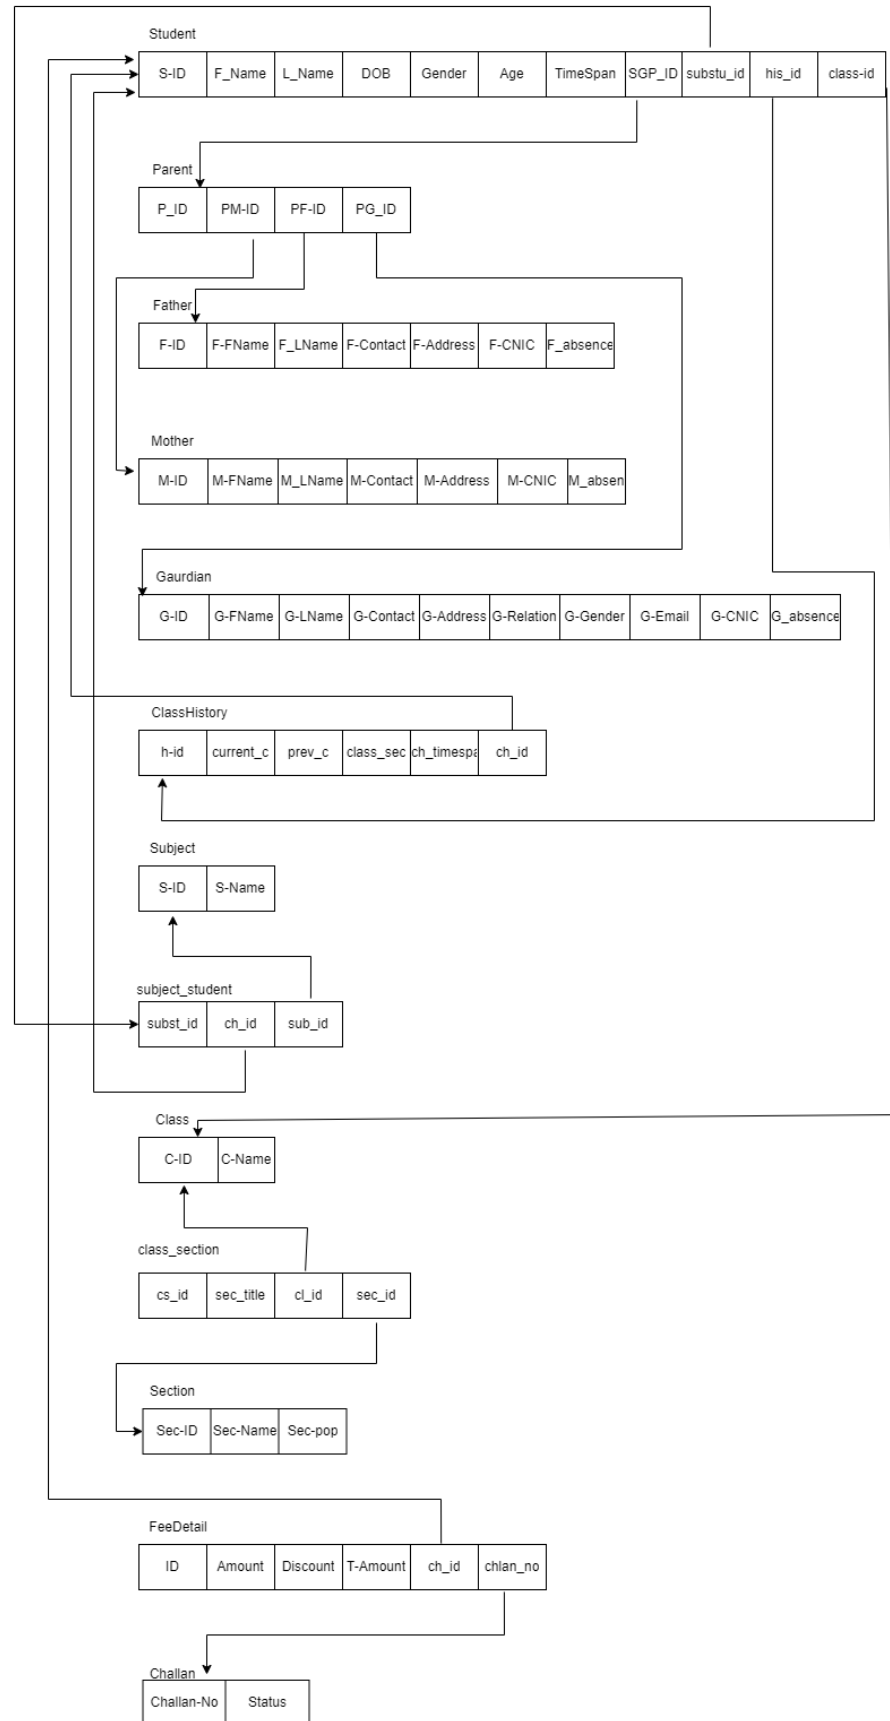 Student
S-ID F_Name L_Name DOB Gender Age TimeSpan SGP_ID substu_id his_id class-id
Parent
P_ID PM-ID PF-ID PG_ID
Father
F-ID F-FName F_LName F-Contact F-Address F-CNIC F_absence
Mother
M-ID M-FName M_LName M-Contact M-Address M-CNIC M_absen
Gaurdian
G-ID G-FName G-LName G-Contact G-Address G-Relation G-Gender G-Email G-CNIC G_absence
ClassHistory
h-id current_c prev_c class_sec ch_timespa ch_id
Subject
S-ID S-Name
subject_student
subst_id ch_id sub_id
Class
C-ID C-Name
class_section
cs_id sec_title cl_id sec_id
Section
Sec-ID Sec-Name Sec-pop
FeeDetail
ID Amount Discount T-Amount ch_id chlan_no
Challan
Challan-No Status